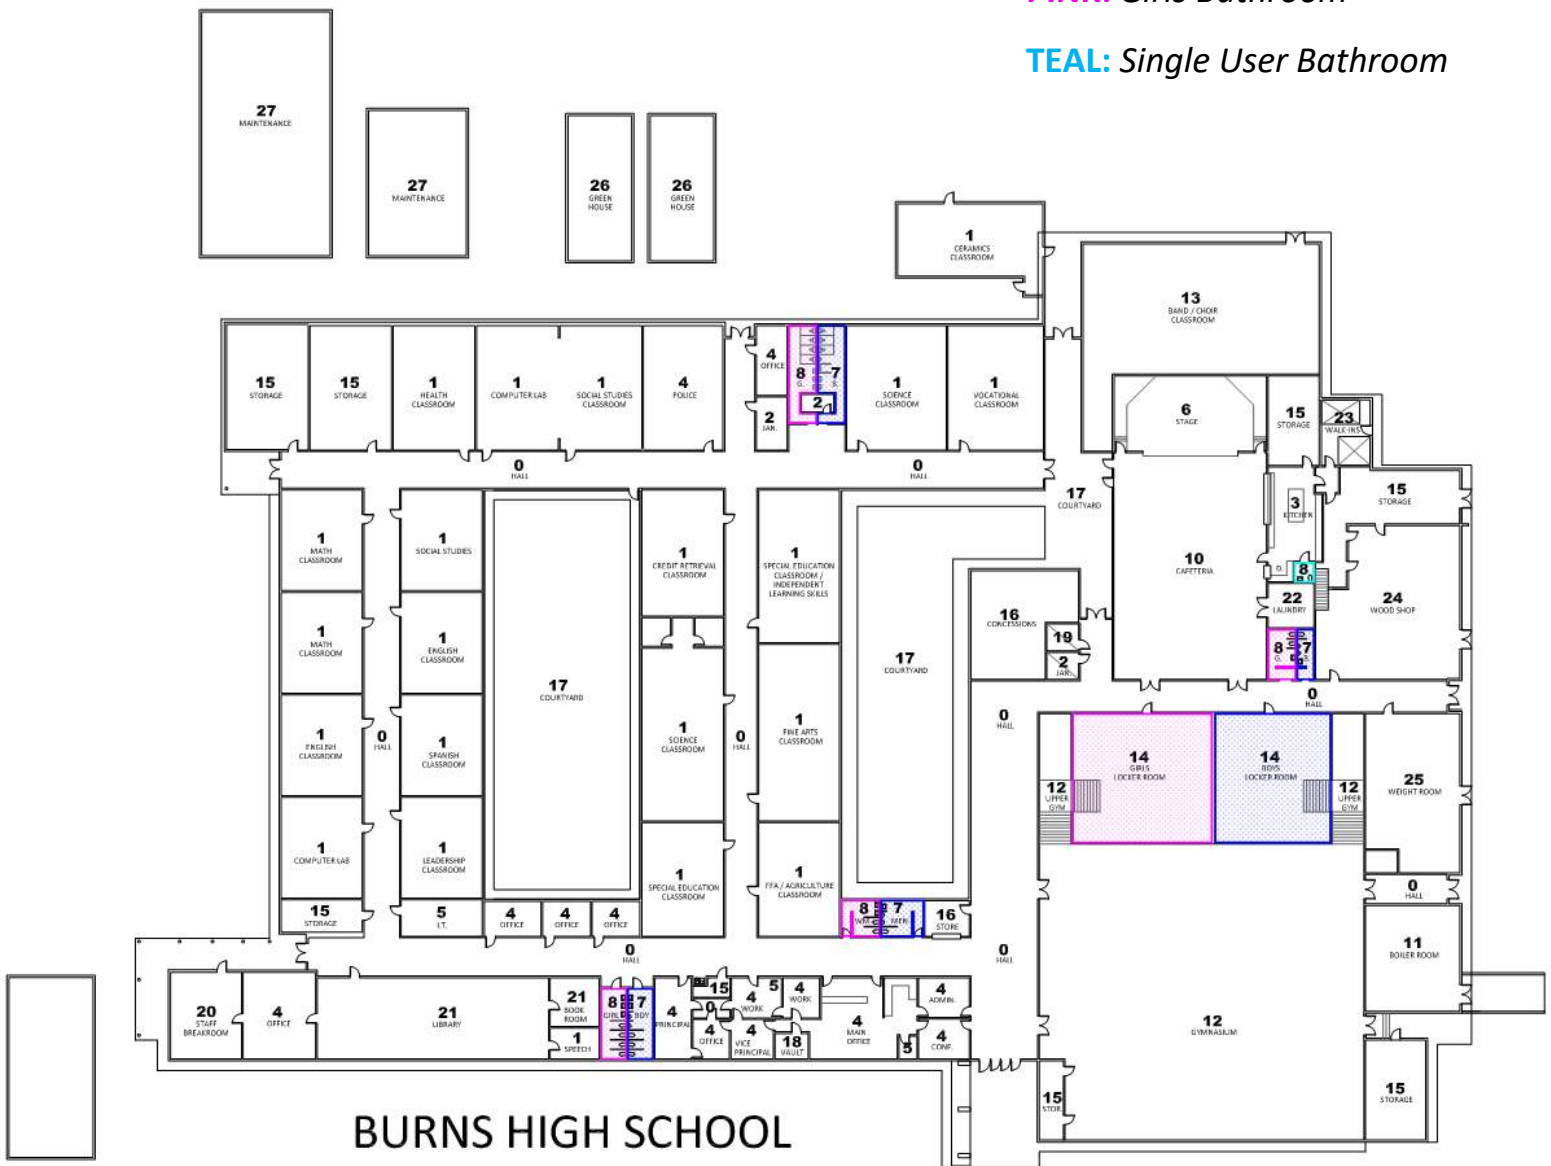 PINK: Girls Bathroom
TEAL: Single User Bathroom
27
MAINTENANCE
27
MAINTENANCE
26
GREEN
HOUSE
26
GREEN
HOUSE
1
CERAMICS
CLASSROOM
13
BAND / CHOIR
CLASSROOM
15
STORAGE
15
STORAGE
1
HEALTH
CLASSROOM
1
COMPUTER LAB
1
SOCIAL STUDIES
CLASSROOM
4
POLICE
4
OFFICE
2
JAN.
8
G.
7
B.
2
1
SCIENCE
CLASSROOM
1
VOCATIONAL
CLASSROOM
6
STAGE
15
STORAGE
23
WALK-INS
0
HALL
0
HALL
17
COURTYARD
3
KITCHEN
15
STORAGE
1
MATH
CLASSROOM
1
SOCIAL STUDIES
1
CREDIT RETRIEVAL
CLASSROOM
1
SPECIAL EDUCATION
CLASSROOM /
INDEPENDENT
LEARNING SKILLS
10
CAFETERIA
D.
8
22
LAUNDRY
24
WOOD SHOP
1
MATH
CLASSROOM
1
ENGLISH
CLASSROOM
17
COURTYARD
17
COURTYARD
16
CONCESSIONS
19
2
JAN.
8
G.
7
B.
0
HALL
0
HALL
1
ENGLISH
CLASSROOM
0
HALL
1
SPANISH
CLASSROOM
1
SCIENCE
CLASSROOM
0
HALL
1
FINE ARTS
CLASSROOM
14
GIRLS
LOCKER ROOM
14
BOYS
LOCKER ROOM
12
UPPER
GYM
12
UPPER
GYM
25
WEIGHT ROOM
1
COMPUTER LAB
1
LEADERSHIP
CLASSROOM
1
SPECIAL EDUCATION
CLASSROOM
1
FFA / AGRICULTURE
CLASSROOM
0
HALL
15
STORAGE
5
I.T.
4
OFFICE
4
OFFICE
4
OFFICE
8
WM.
7
MEN
16
STORE
0
HALL
0
HALL
11
BOILER ROOM
20
STAFF
BREAKROOM
4
OFFICE
21
LIBRARY
21
BOOK
ROOM
1
SPEECH
8
GIRL
7
BOY
4
PRINCIPAL
15
0
4
OFFICE
4
WORK
5
4
WORK
4
VICE
PRINCIPAL
18
VAULT
4
MAIN
OFFICE
5
4
ADMIN.
4
CONF.
12
GYMNASIUM
15
STOR.
15
STORAGE
BURNS HIGH SCHOOL